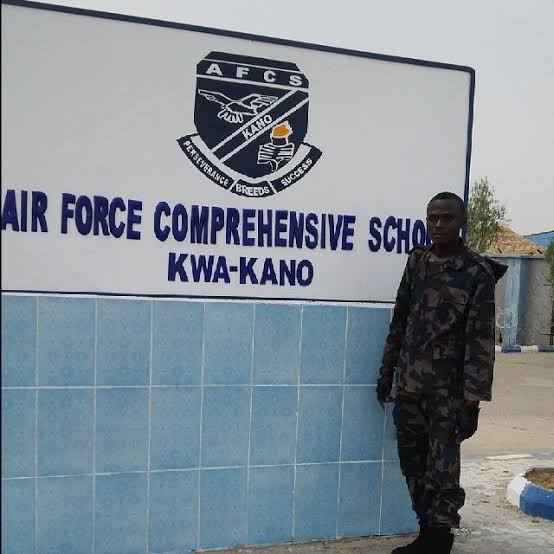 AFCS
KANO
PERSEVERANCE BREEDS SUCCESS
AIR FORCE COMPREHENSIVE SCHO
KWA-KANO